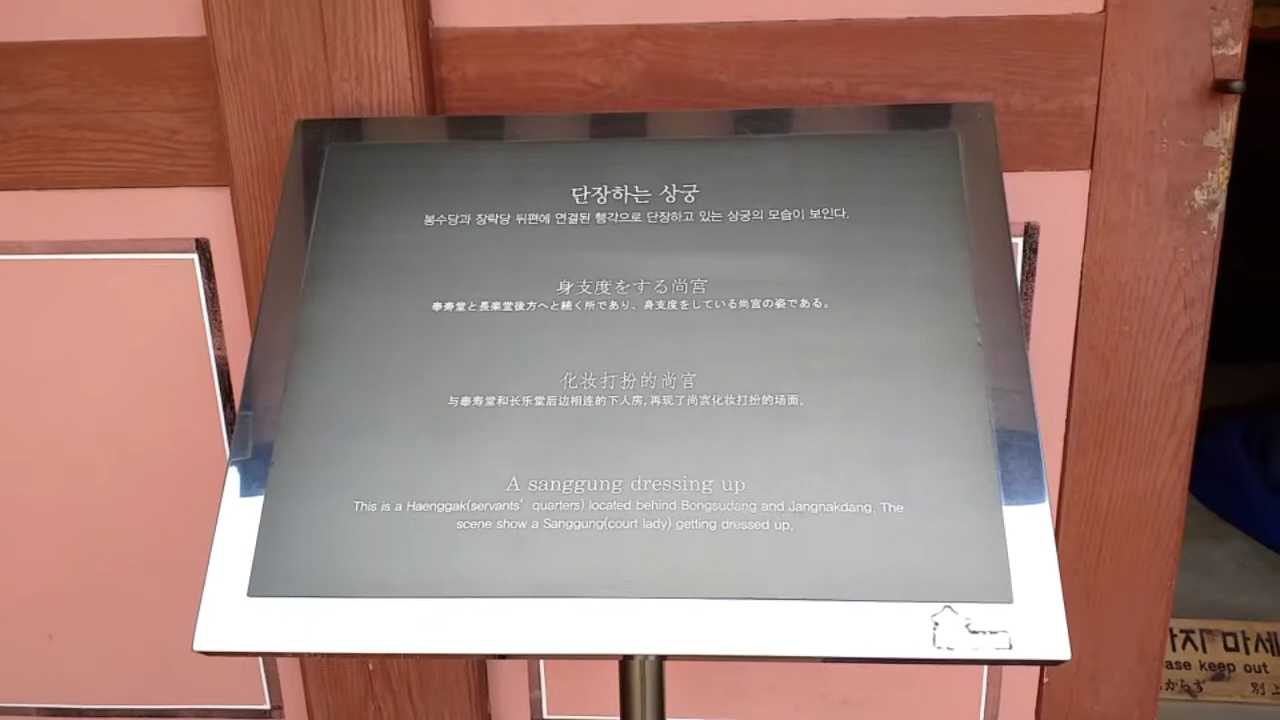 단장하는 상궁
봉수당과 장락당 뒤편에 연결된 행각으로 단장하고 있는 상궁의 모습이 보인다.
身支度をする尚宮
奉寿堂と長楽堂後方へと続く所であり、身支度をしている尚宮の姿である。
化妆打扮的尚宫
与奉寿堂和长乐堂后边相连的下人房,再现了尚宫化妆打扮的场面。
A sanggung dressing up
This is a Haenggak(servants' quarters) located behind Bongsudang and Jangnakdang. The
scene show a Sanggung(court lady) getting dressed up.
지 마세
ase keep out
からず 別上